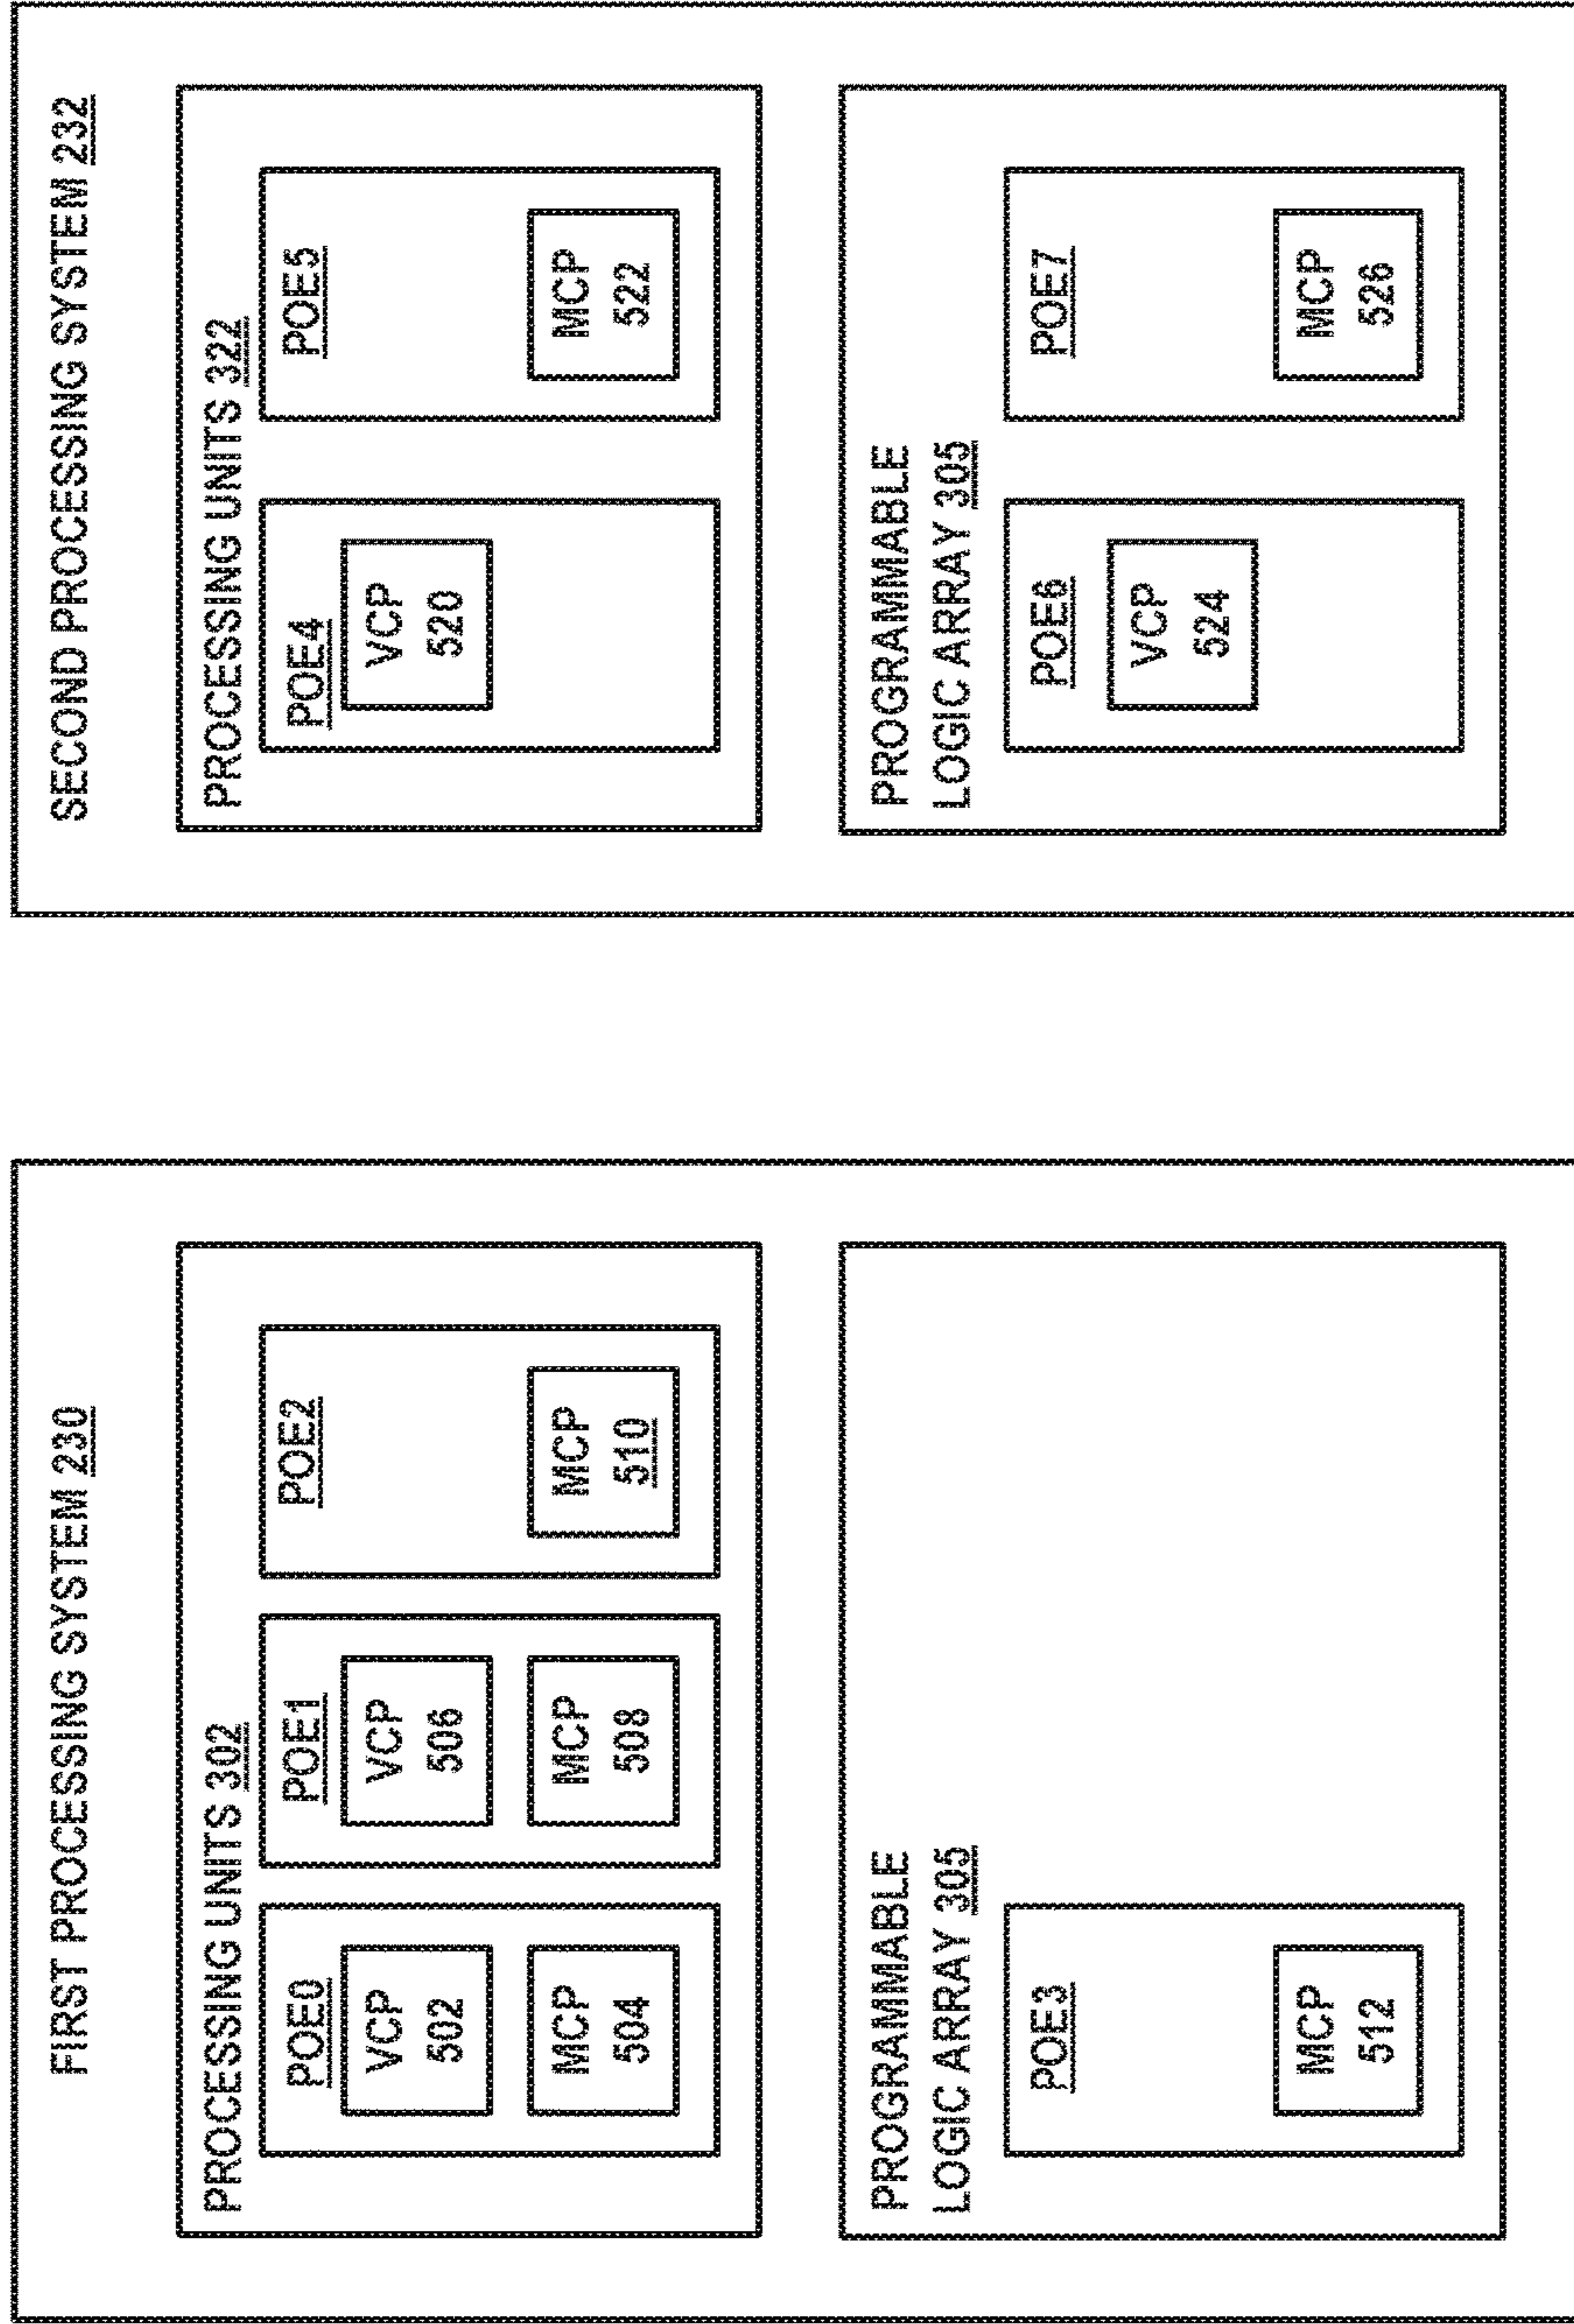 FIRST PROCESSING SYSTEM 230
PROCESSING UNITS 302
POE0
VCP
502
MCP
504
POE1
VCP
506
MCP
508
POE2
MCP
510
PROGRAMMABLE
LOGIC ARRAY 305
POE3
MCP
512
SECOND PROCESSING SYSTEM 232
PROCESSING UNITS 322
POE4
VCP
520
POE5
MCP
522
PROGRAMMABLE
LOGIC ARRAY 305
POE6
VCP
524
POE7
MCP
526